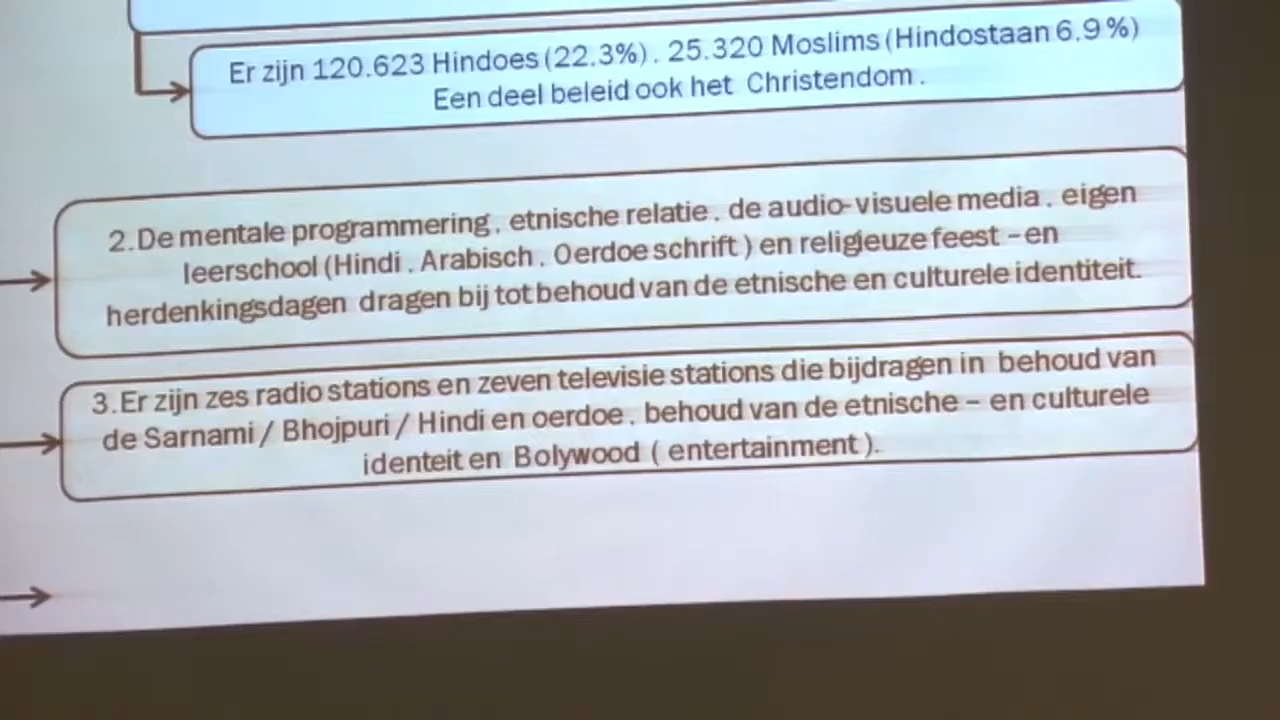 Er zijn 120.623 Hindoes (22.3%) . 25.320 Moslims (Hindostaan 6.9%)
Een deel beleid ook het Christendom .
2.De mentale programmering . etnische relatie . de audio-visuele media . eigen
leerschool (Hindi . Arabisch . Oerdoe schrift ) en religieuze feest –en
herdenkingsdagen dragen bij tot behoud van de etnische en culturele identiteit.
3.Er zijn zes radio stations en zeven televisie stations die bijdragen in behoud van
de Sarnami / Bhojpuri / Hindi en oerdoe . behoud van de etnische – en culturele
identeit en Bolywood ( entertainment ).